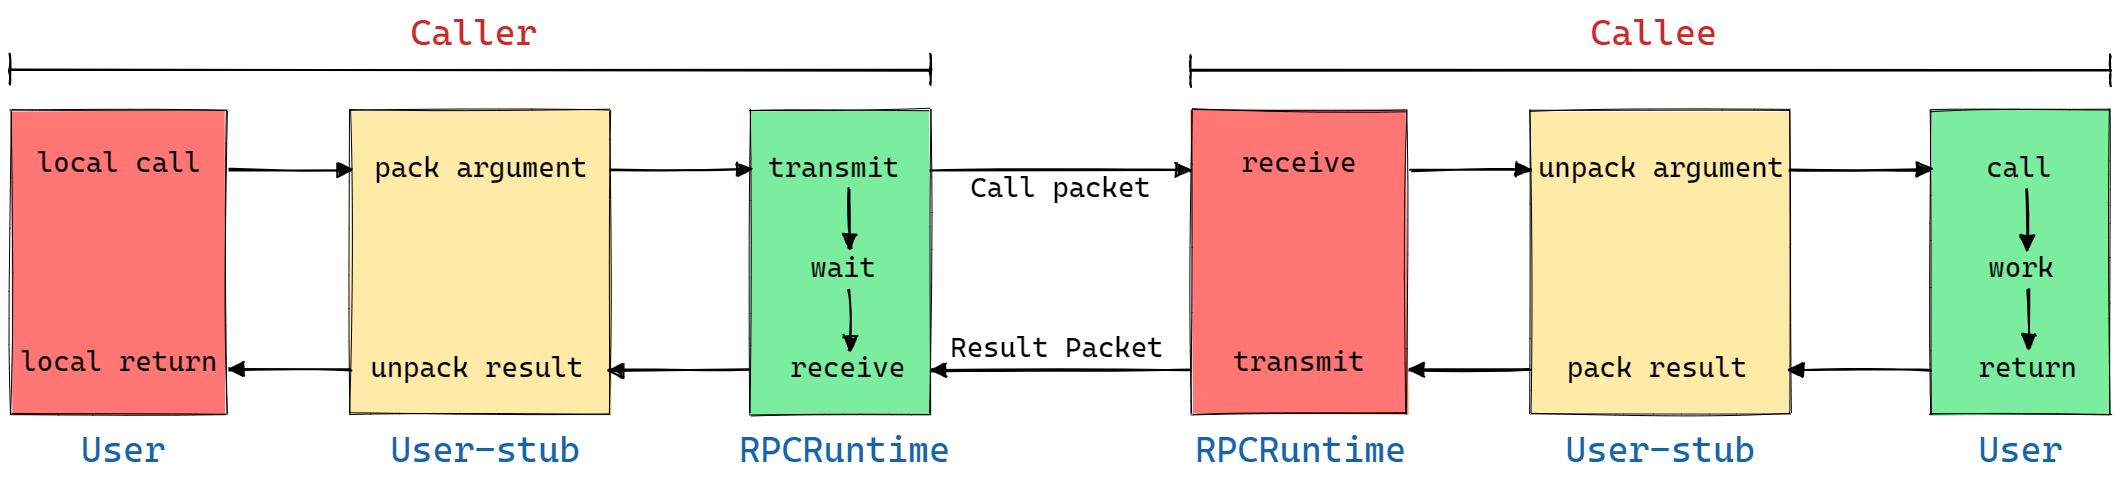 Caller
Callee
local call
pack argument
transmit
Call packet
receive
unpack argument
call
wait
work
local return
unpack result
receive
Result Packet
transmit
pack result
return
User
User-stub
RPCRuntime
RPCRuntime
User-stub
User